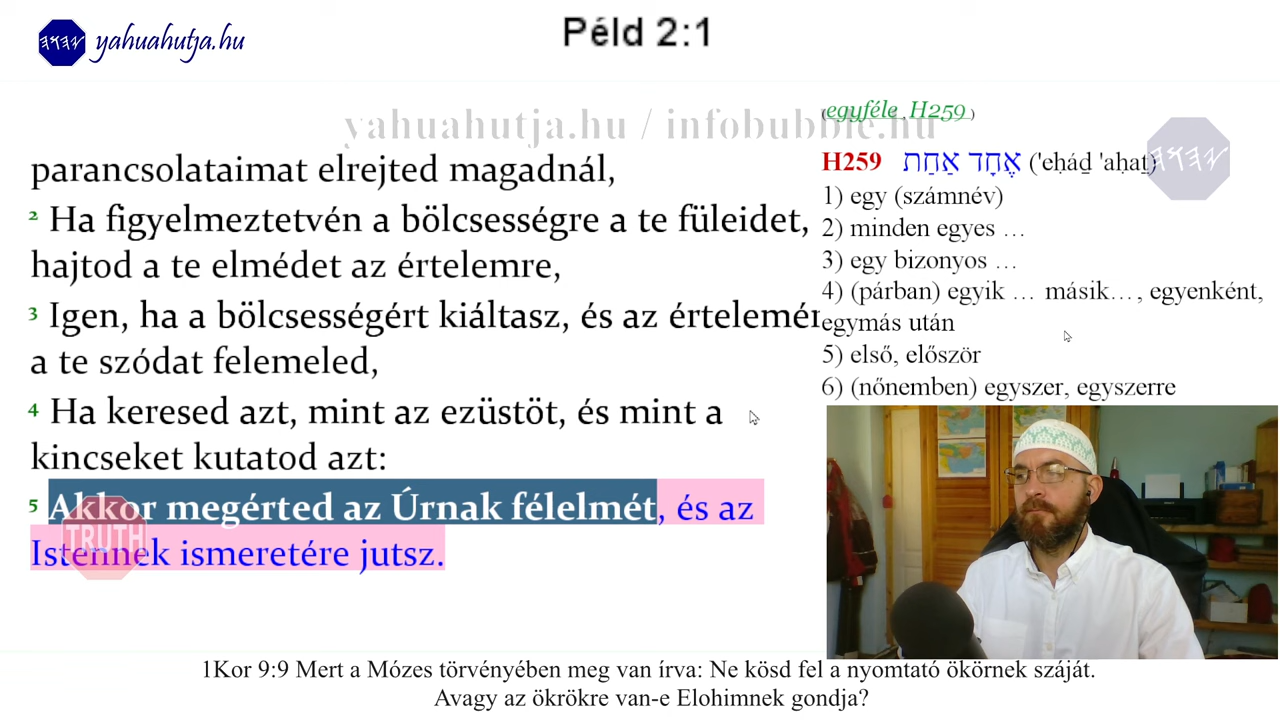 יהוה yahuahutja.hu
Péld 2:1
yahuahutja.hu / infobubble.hu
parancsolataimat elrejted magadnál,
2 Ha figyelmeztetvén a bölcsességre a te füleidet,
hajtod a te elmédet az értelemre,
3 Igen, ha a bölcsességért kiáltasz, és az értelemér
a te szódat felemeled,
4 Ha keresed azt, mint az ezüstöt, és mint a
kincseket kutatod azt:
5 Akkor megérted az Úrnak félelmét, és az
Istennek ismeretére jutsz.
TRUTH
(egyféle, H259)
H259 אֶחָד אַחַת ('eḥáḏ 'aḥaṯ)
1) egy (számnév)
2) minden egyes …
3) egy bizonyos …
4) (párban) egyik … másik…, egyenként,
egymás után
5) első, először
6) (nőnemben) egyszer, egyszerre
1Kor 9:9 Mert a Mózes törvényében meg van írva: Ne kösd fel a nyomtató ökörnek száját.
Avagy az ökrökre van-e Elohimnek gondja?